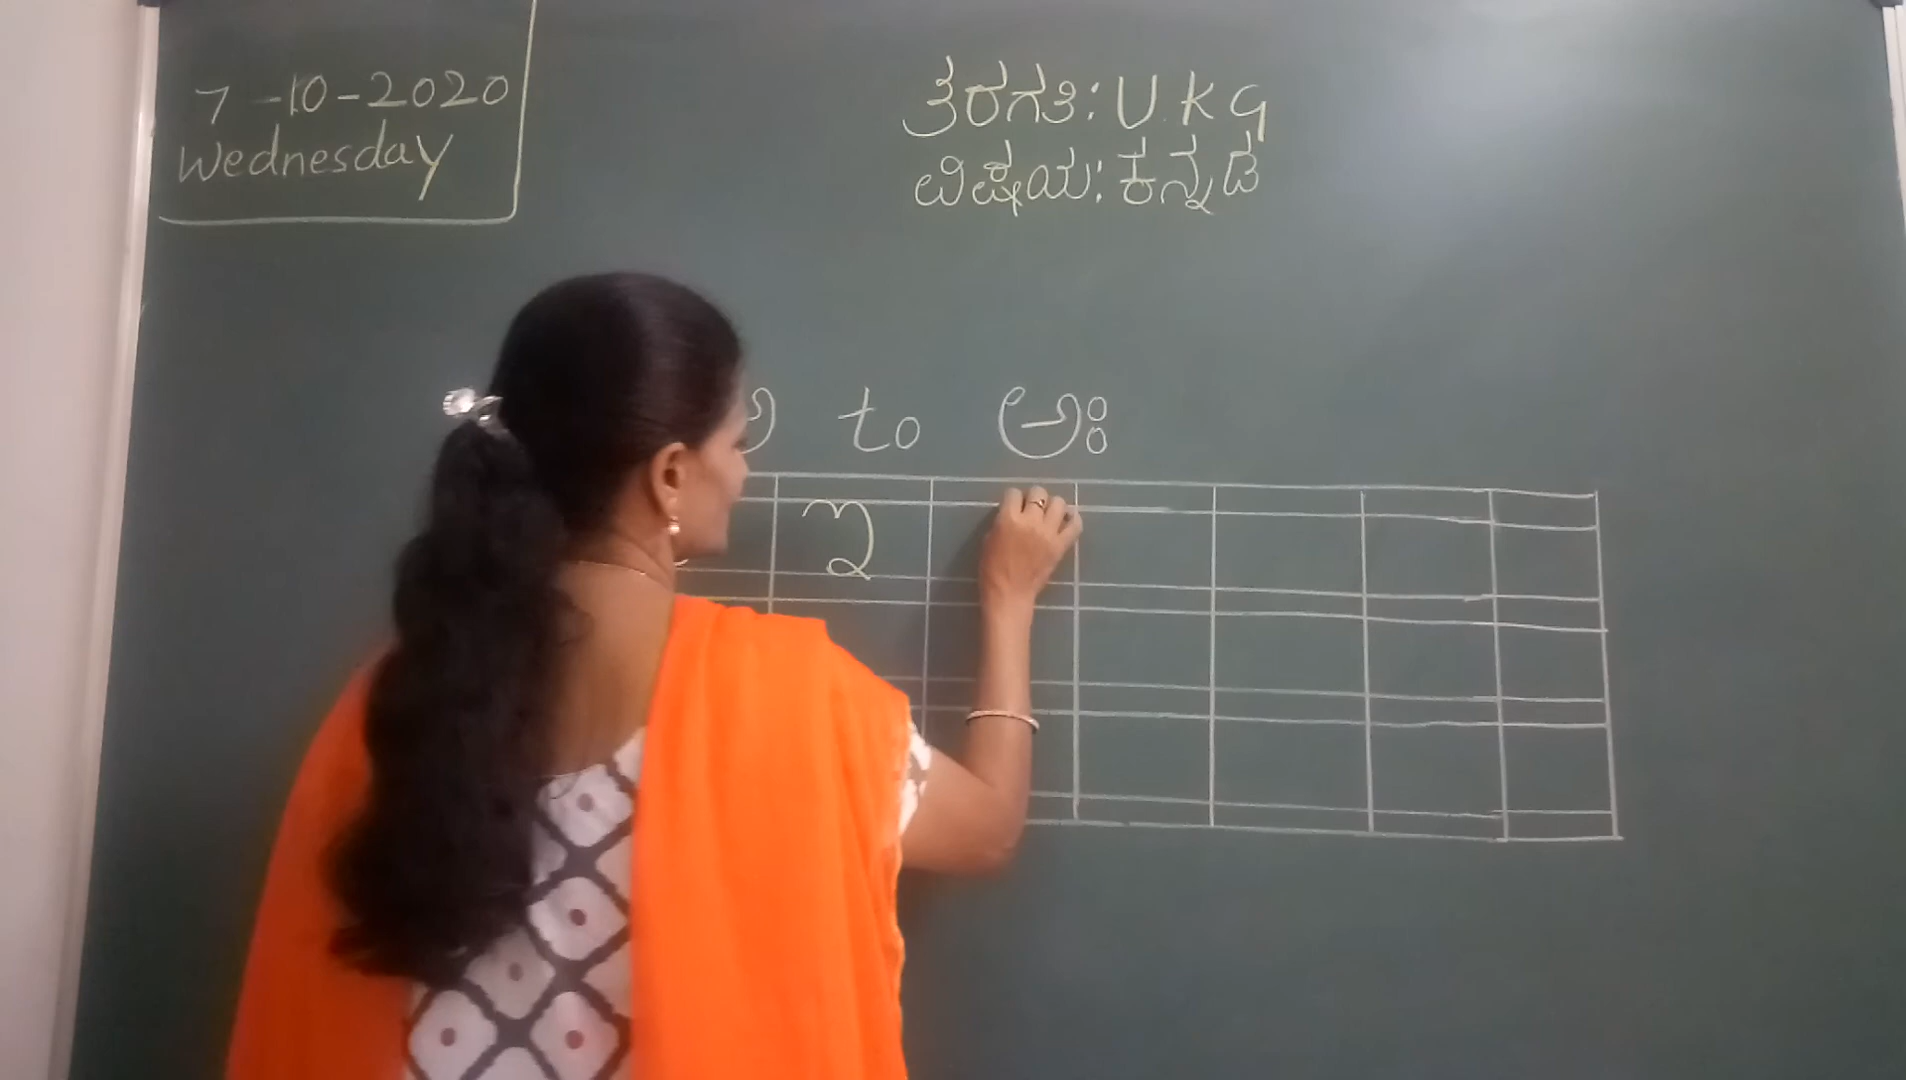 7-10-2020
Wednesday
ತರಗತಿ: U.K.G
ವಿಷಯ: ಕನ್ನಡ
ಅ to ಅಃ
ಇ